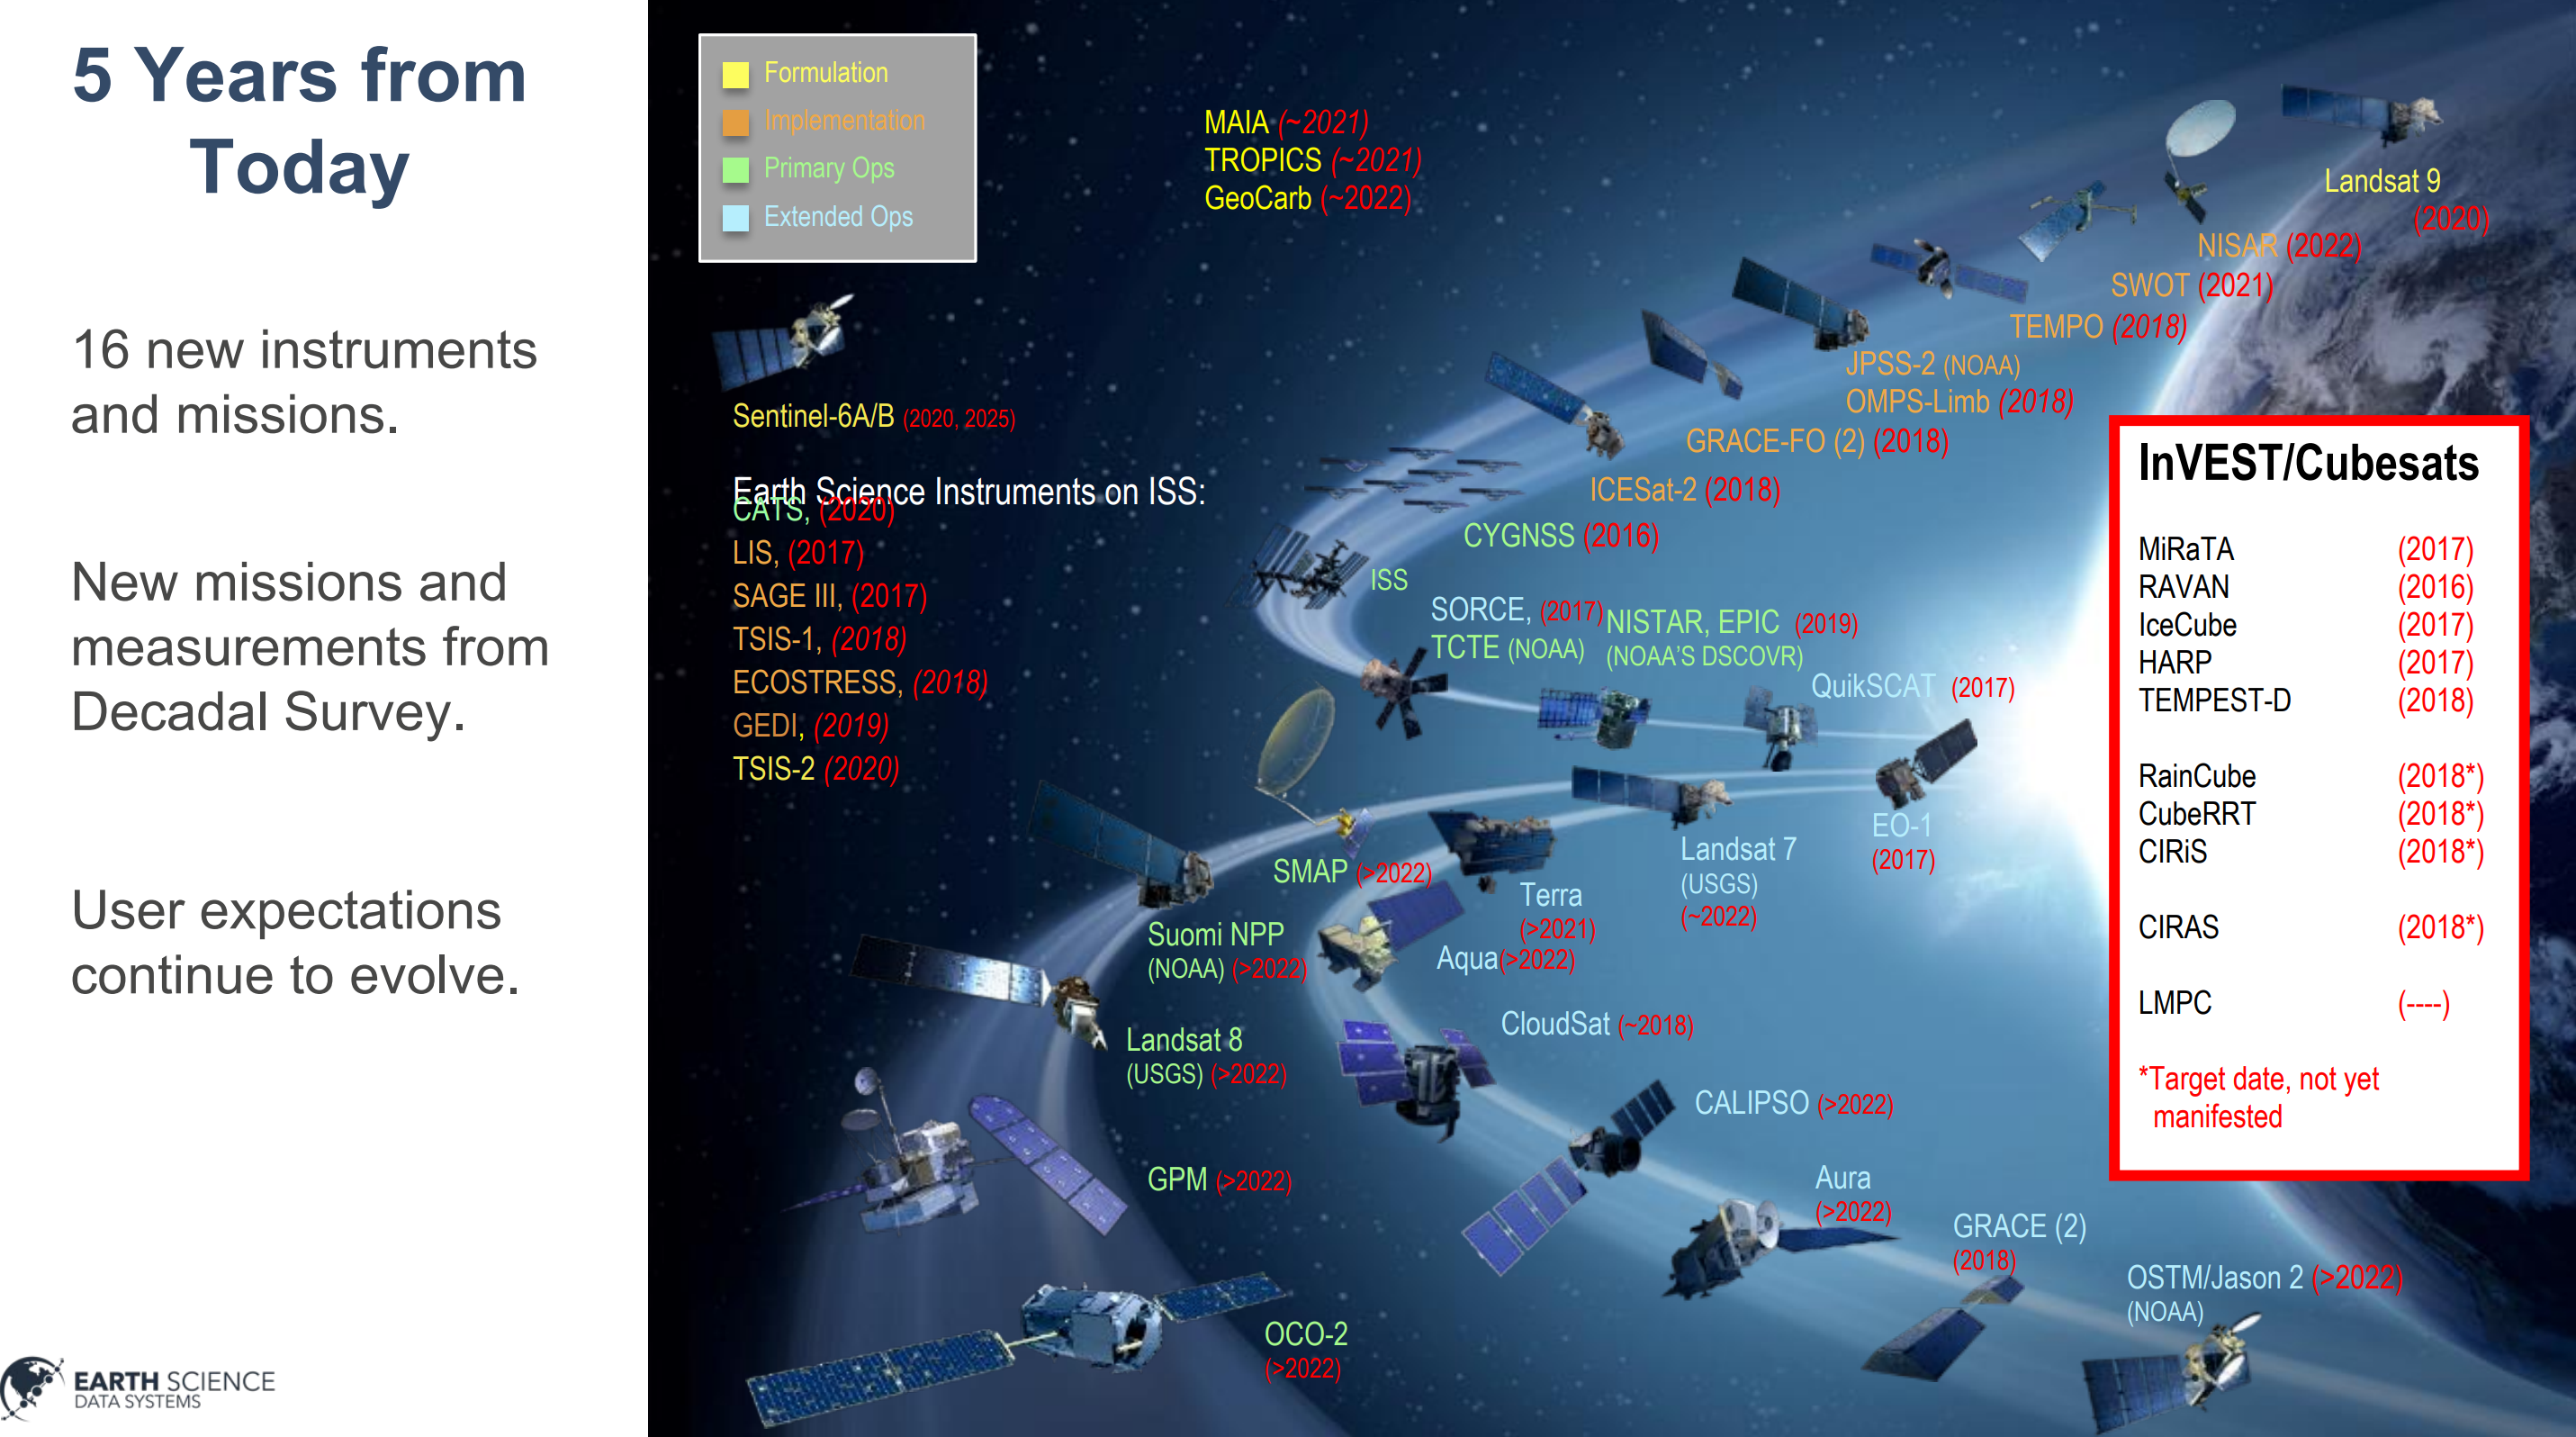 5 Years from
Today
16 new instruments
and missions.
New missions and
measurements from
Decadal Survey.
User expectations
continue to evolve.
EARTH SCIENCE
DATA SYSTEMS
Formulation
Implementation
Primary Ops
Extended Ops
MAIA (~2021)
TROPICS (~2021)
GeoCarb (~2022)
Landsat 9
(2020)
NISAR (2022)
SWOT (2021)
TEMPO (2018)
JPSS-2 (NOAA)
OMPS-Limb (2018)
GRACE-FO (2) (2018)
ICESat-2 (2018)
CYGNSS (2016)
ISS
Sentinel-6A/B (2020, 2025)
Earth Science Instruments on ISS:
CATS, (2020)
LIS, (2017)
SAGE III, (2017)
TSIS-1, (2018)
ECOSTRESS, (2018)
GEDI, (2019)
TSIS-2 (2020)
SORCE, (2017)
TCTE (NOAA)
NISTAR, EPIC (2019)
(NOAA'S DSCOVR)
QuikSCAT (2017)
EO-1
(2017)
Landsat 7
(USGS)
(~2022)
SMAP (>2022)
Terra
(>2021)
Aqua(>2022)
Suomi NPP
(NOAA) (>2022)
Landsat 8
(USGS) (>2022)
CloudSat (~2018)
CALIPSO (>2022)
GPM (>2022)
Aura
(>2022)
GRACE (2)
(2018)
OSTM/Jason 2 (>2022)
(NOAA)
OCO-2
(>2022)
InVEST/Cubesats
MiRaTA (2017)
RAVAN (2016)
IceCube (2017)
HARP (2017)
TEMPEST-D (2018)
RainCube (2018*)
CubeRRT (2018*)
CIRiS (2018*)
CIRAS (2018*)
LMPC (----)
*Target date, not yet
manifested